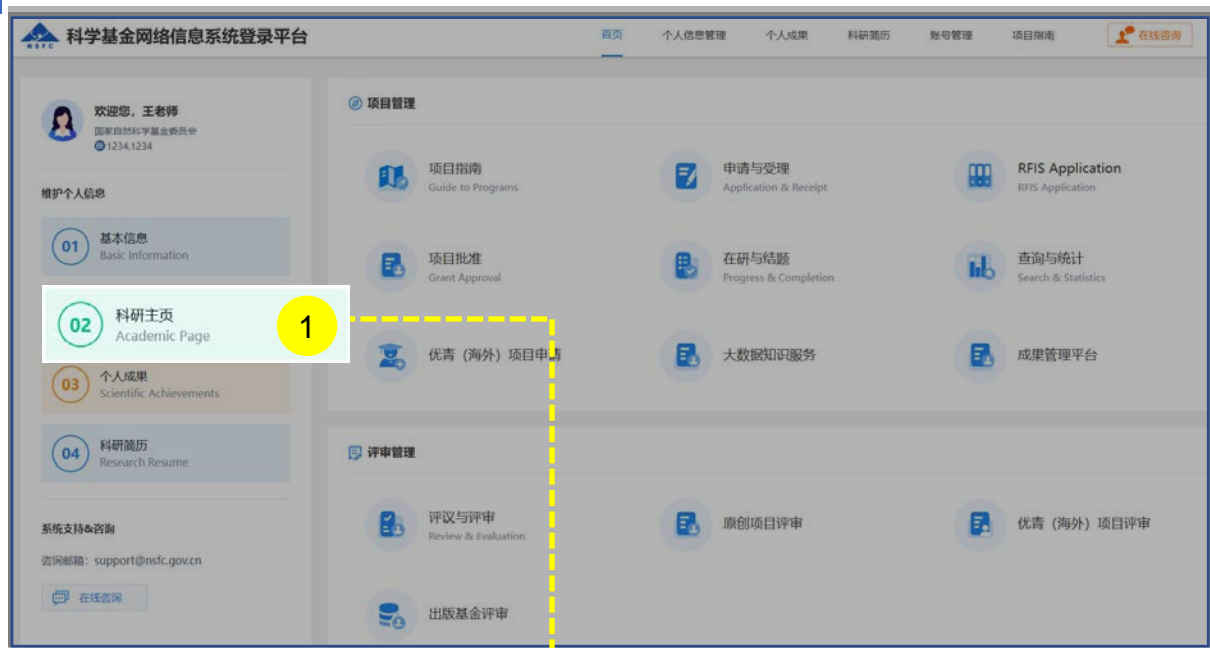 NSFC
科学基金网络信息系统登录平台
首页
个人信息管理
个人成果
科研简历
账号管理
项目指南
在线咨询
欢迎您，王老师
国家自然科学基金委员会
1234.1234
维护个人信息
01
基本信息
Basic Information
02
科研主页
Academic Page
1
03
个人成果
Scientific Achievements
04
科研简历
Research Resume
系统支持&咨询
咨询邮箱：support@nsfc.gov.cn
在线咨询
项目管理
项目指南
Guide to Programs
申请与受理
Application & Receipt
RFIS Application
RFIS Application
项目批准
Grant Approval
在研与结题
Progress & Completion
查询与统计
Search & Statistics
优青（海外）项目申请
大数据知识服务
成果管理平台
评审管理
评议与评审
Review & Evaluation
原创项目评审
优青（海外）项目评审
出版基金评审